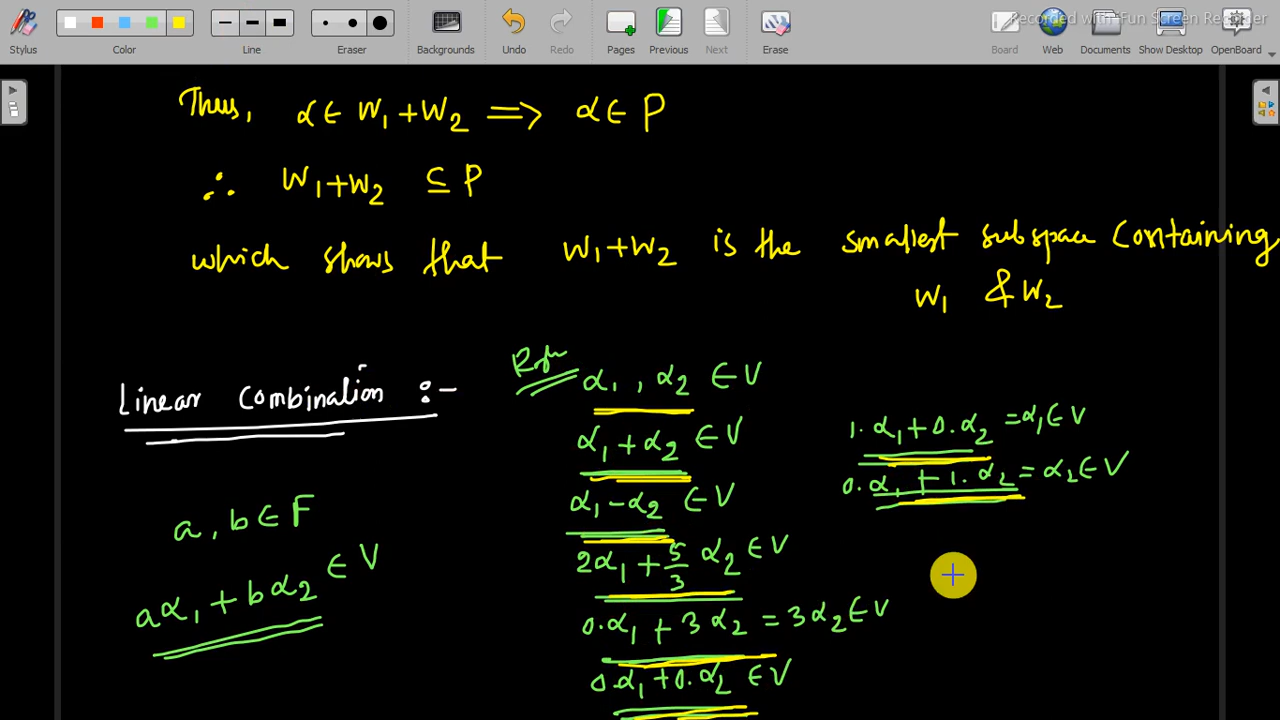 Recorded with iFun Screen Recorder
Stylus Color Line Eraser Backgrounds Undo Redo Pages Previous Next Erase Board Web Documents Show Desktop OpenBoard
Thus, α∈ W₁+W₂ ⟹ α∈ P
∴ W₁+W₂ ⊆ P
which shows that W₁+W₂ is the smallest subspace containing
W₁ & W₂
Linear Combination :-
a, b ∈ F
aα₁ + bα₂ ∈ V
α₁ , α₂ ∈ V
α₁ + α₂ ∈ V
α₁ - α₂ ∈ V
2α₁ + 5/3 α₂ ∈ V
0.α₁ + 3α₂ = 3α₂ ∈ V
0.α₁ + 0.α₂ ∈ V
1.α₁ + 0.α₂ = α₁ ∈ V
0.α₁ + 1.α₂ = α₂ ∈ V